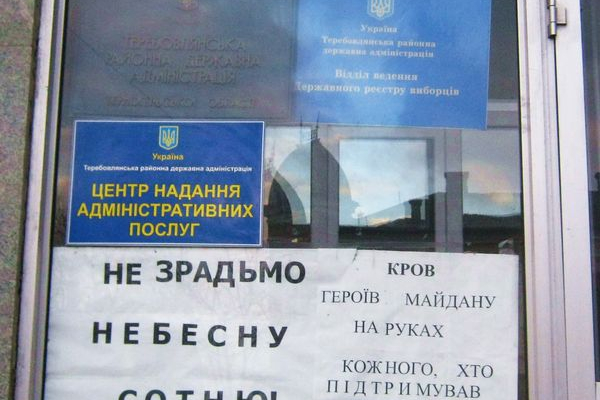 ТЕРЕБОВЛЯНСЬКА
РАЙОННА ДЕРЖАВНА
АДМІНІСТРАЦІЯ
Україна
Теребовлянська районна державна
адміністрація
Відділ ведення
Державного реєстру виборців
Україна
Теребовлянська районна державна адміністрація
ЦЕНТР НАДАННЯ
АДМІНІСТРАТИВНИХ
ПОСЛУГ
НЕ ЗРАДЬМО
НЕБЕСНУ
СОТНЮ!
КРОВ
ГЕРОЇВ МАЙДАНУ
НА РУКАХ
КОЖНОГО, ХТО
ПІДТРИМУВАВ